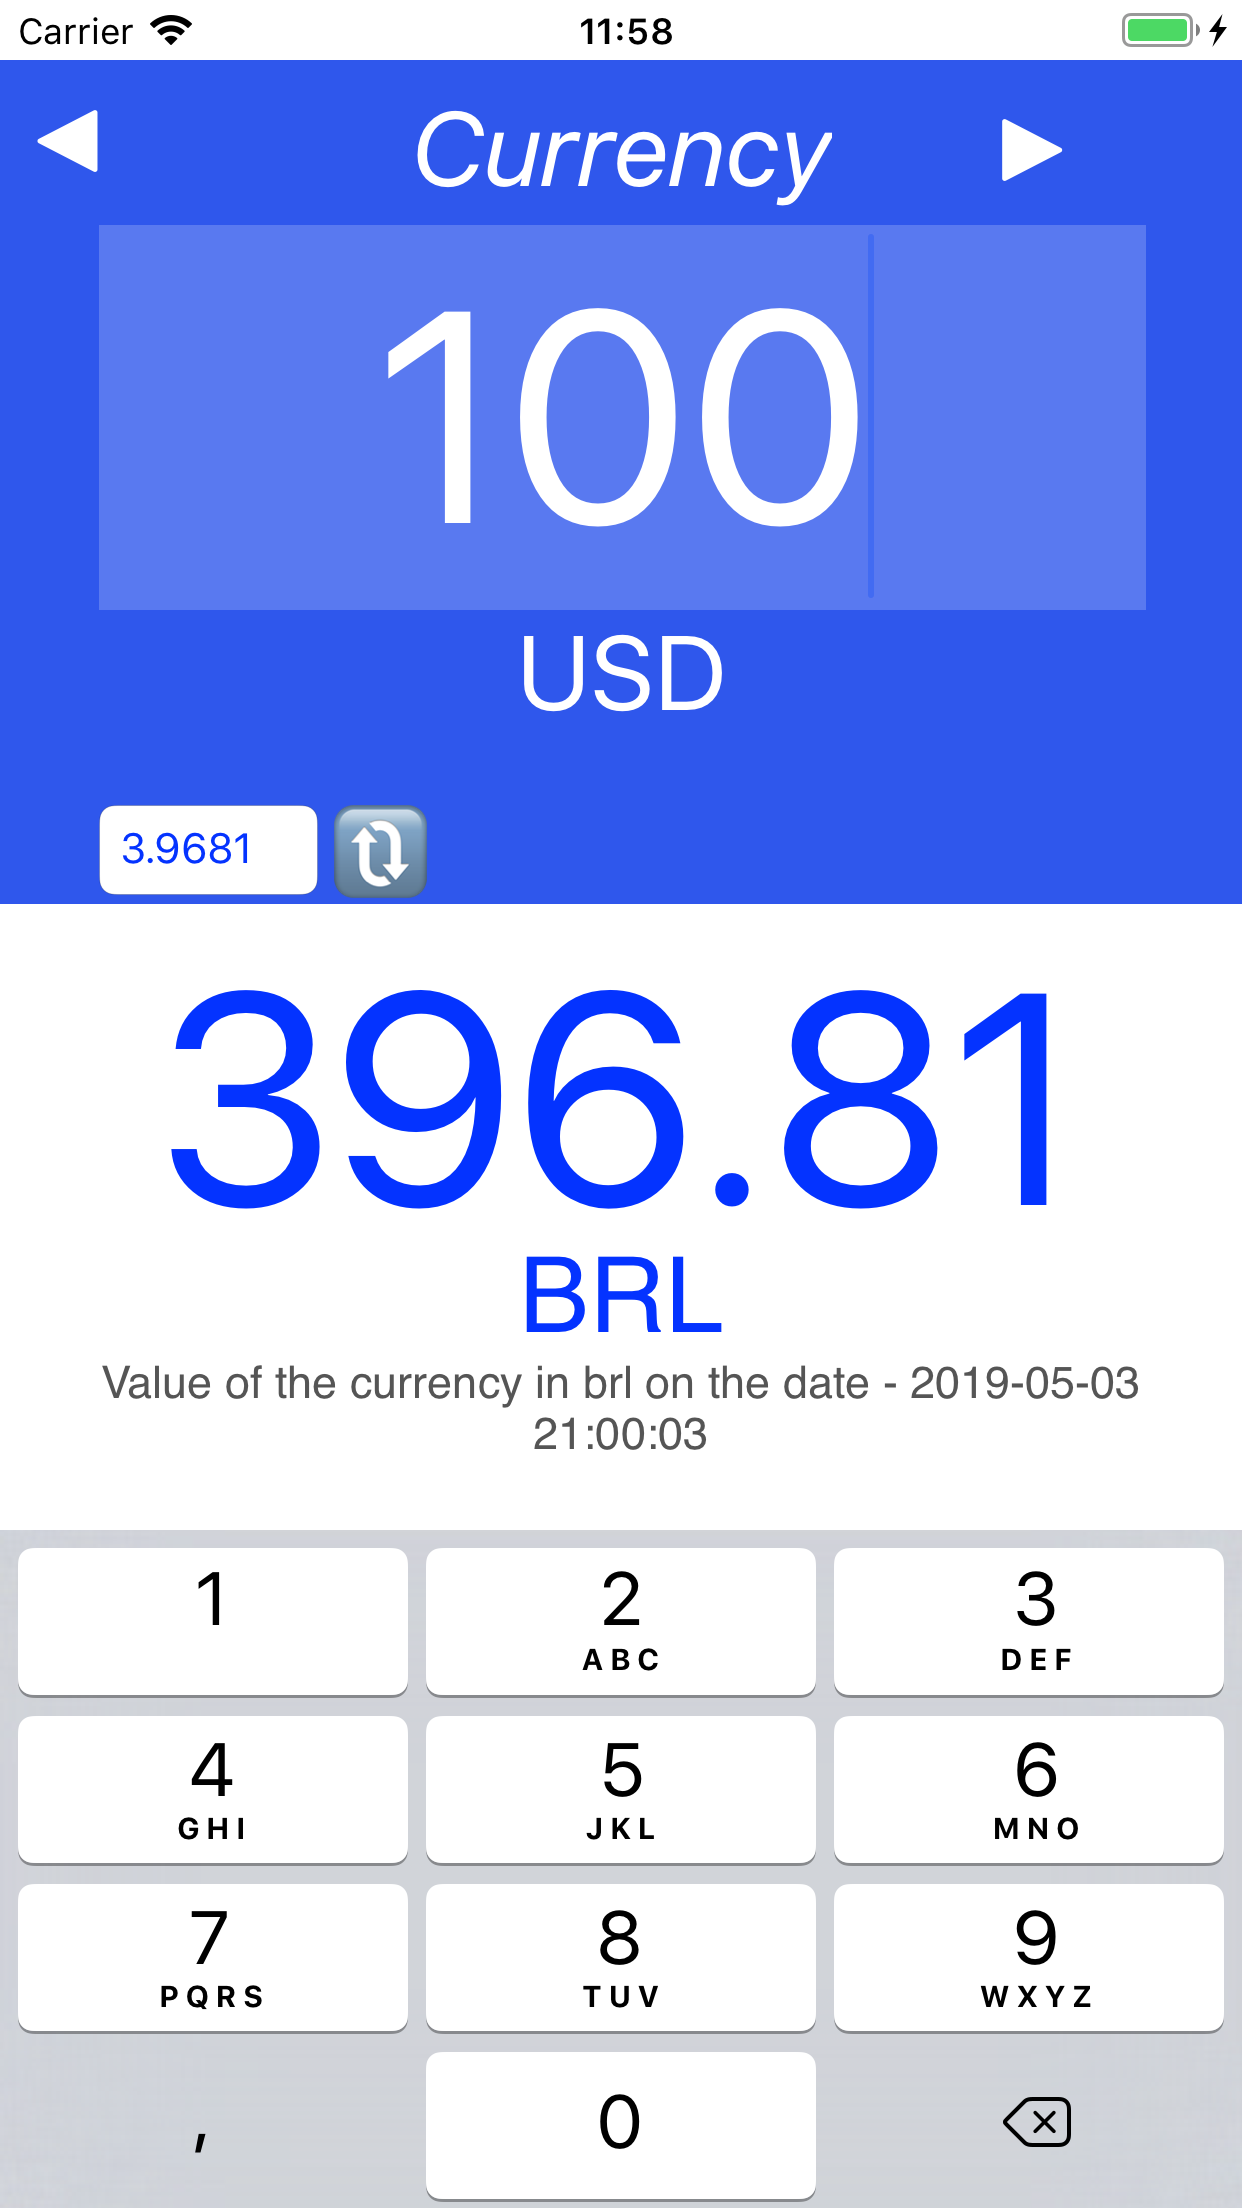 Carrier 11:58
Currency
100
USD
3.9681
396.81
BRL
Value of the currency in brl on the date - 2019-05-03
21:00:03
1 2 3
ABC DEF
4 5 6
GHI JKL MNO
7 8 9
PQRS TUV WXYZ
, 0